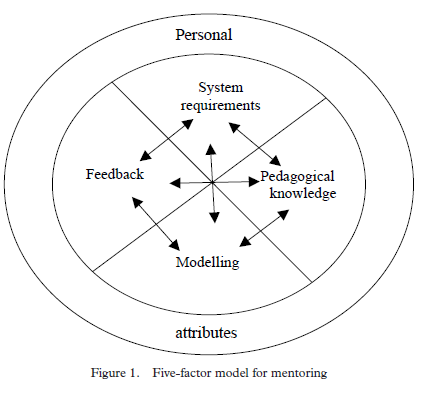 Personal
System
requirements
Feedback
Pedagogical
knowledge
Modelling
attributes
Figure 1. Five-factor model for mentoring